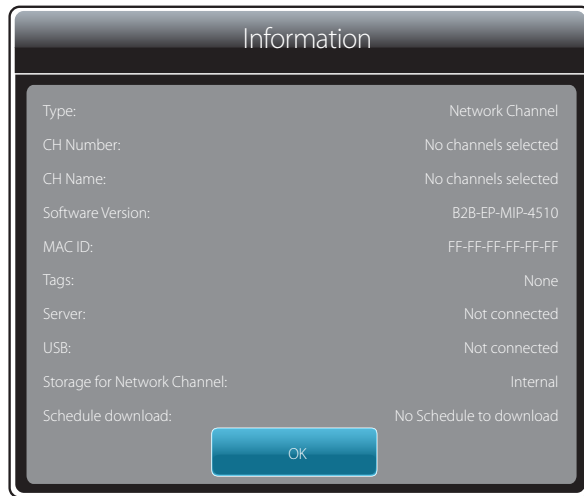 Information
Type: Network Channel
CH Number: No channels selected
CH Name: No channels selected
Software Version: B2B-EP-MIP-4510
MAC ID: FF-FF-FF-FF-FF-FF
Tags: None
Server: Not connected
USB: Not connected
Storage for Network Channel: Internal
Schedule download: No Schedule to download
OK